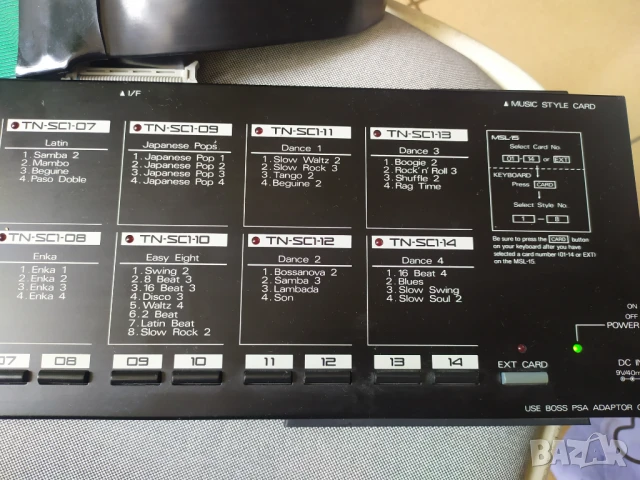 ▲ I/F
▲ MUSIC STYLE CARD
TN-SC1-07
Latin
1. Samba 2
2. Mambo
3. Beguine
4. Paso Doble
TN-SC1-09
Japanese Pops
1. Japanese Pop 1
2. Japanese Pop 2
3. Japanese Pop 3
4. Japanese Pop 4
TN-SC1-11
Dance 1
1. Slow Waltz 2
2. Slow Rock 3
3. Tango 2
4. Beguine 2
TN-SC1-13
Dance 3
1. Boogie 2
2. Rock'n' Roll 3
3. Shuffle 2
4. Rag Time
MSL-15
Select Card No.
01 - 14 or EXT
KEYBOARD
Press CARD
Select Style No.
1 - 8
Be sure to press the CARD button
on your keyboard after you have
selected a card number (01-14 or EXT)
on the MSL-15.
TN-SC1-08
Enka
1. Enka 1
2. Enka 2
3. Enka 3
4. Enka 4
TN-SC1-10
Easy Eight
1. Swing 2
2. 8 Beat 3
3. 16 Beat 3
4. Disco 3
5. Waltz 4
6. 2 Beat
7. Latin Beat
8. Slow Rock 2
TN-SC1-12
Dance 2
1. Bossanova 2
2. Samba 3
3. Lambada
4. Son
TN-SC1-14
Dance 4
1. 16 Beat 4
2. Blues
3. Slow Swing
4. Slow Soul 2
ON
OFF
POWER
07 08 09 10 11 12 13 14
EXT CARD
DC IN
9V/40m
USE BOSS PSA ADAPTOR O
BAZAR